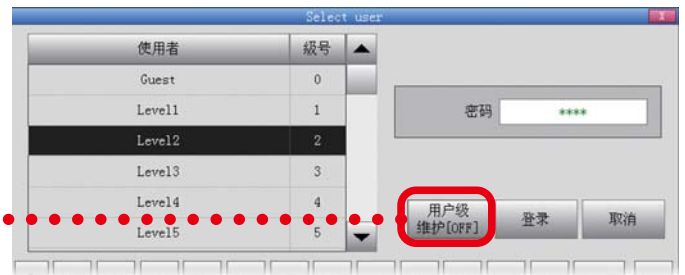 Select user
X
使用者 级号
Guest 0
Level1 1
Level2 2
Level3 3
Level4 4
Level5 5
密码 ****
用户级
维护[OFF]
登录
取消